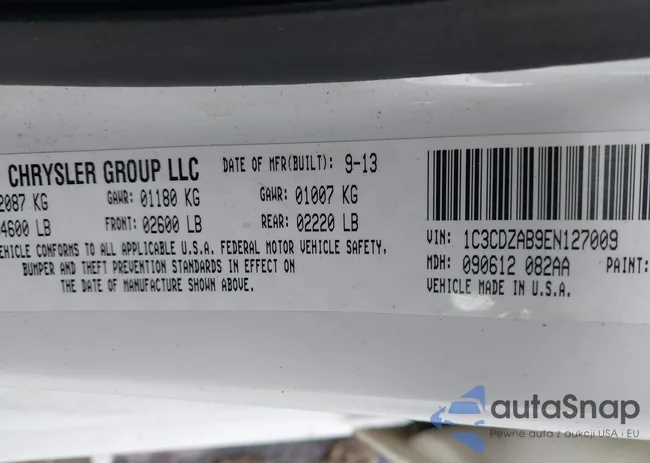 CHRYSLER GROUP LLC DATE OF MFR(BUILT): 9-13
2087 KG GAWR: 01180 KG GAWR: 01007 KG
4600 LB FRONT: 02600 LB REAR: 02220 LB
VEHICLE CONFORMS TO ALL APPLICABLE U.S.A. FEDERAL MOTOR VEHICLE SAFETY,
BUMPER AND THEFT PREVENTION STANDARDS IN EFFECT ON
THE DATE OF MANUFACTURE SHOWN ABOVE.
VIN: 1C3CDZAB9EN127009
MDH: 090612 082AA PAINT:
VEHICLE MADE IN U.S.A.
autoSnap
Pewne auta z aukcji USA i EU